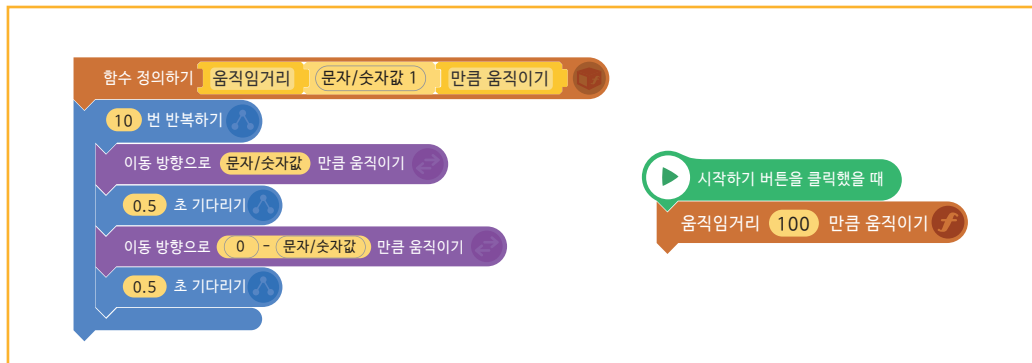 함수 정의하기 움직임거리 문자/숫자값 1 만큼 움직이기
10 번 반복하기
이동 방향으로 문자/숫자값 만큼 움직이기
0.5 초 기다리기
이동 방향으로 0 - 문자/숫자값 만큼 움직이기
0.5 초 기다리기
시작하기 버튼을 클릭했을 때
움직임거리 100 만큼 움직이기 f